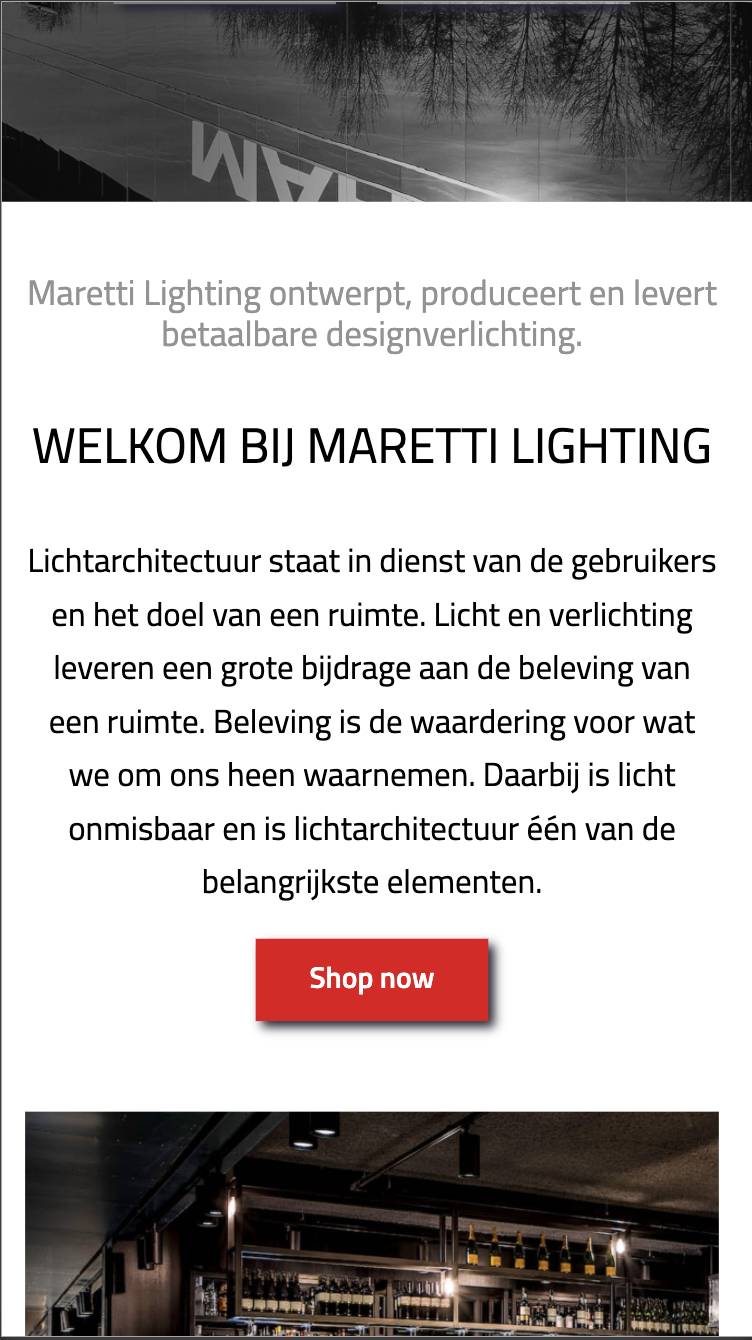 Maretti Lighting ontwerpt, produceert en levert
betaalbare designverlichting.
WELKOM BIJ MARETTI LIGHTING
Lichtarchitectuur staat in dienst van de gebruikers
en het doel van een ruimte. Licht en verlichting
leveren een grote bijdrage aan de beleving van
een ruimte. Beleving is de waardering voor wat
we om ons heen waarnemen. Daarbij is licht
onmisbaar en is lichtarchitectuur één van de
belangrijkste elementen.
Shop now